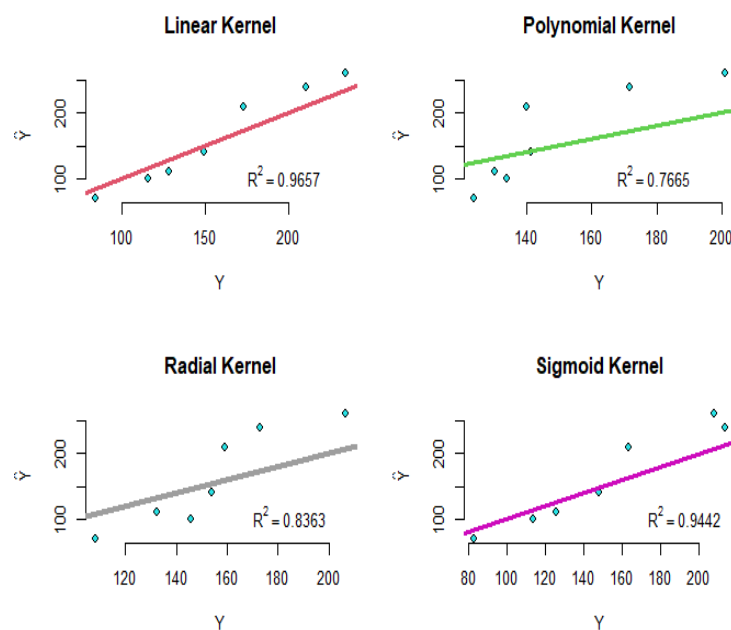 Linear Kernel
Ŷ
200
100
R² = 0.9657
100 150 200
Y
Polynomial Kernel
Ŷ
200
100
R² = 0.7665
140 160 180 200
Y
Radial Kernel
Ŷ
200
100
R² = 0.8363
120 140 160 180 200
Y
Sigmoid Kernel
Ŷ
200
100
R² = 0.9442
80 100 120 140 160 180 200
Y